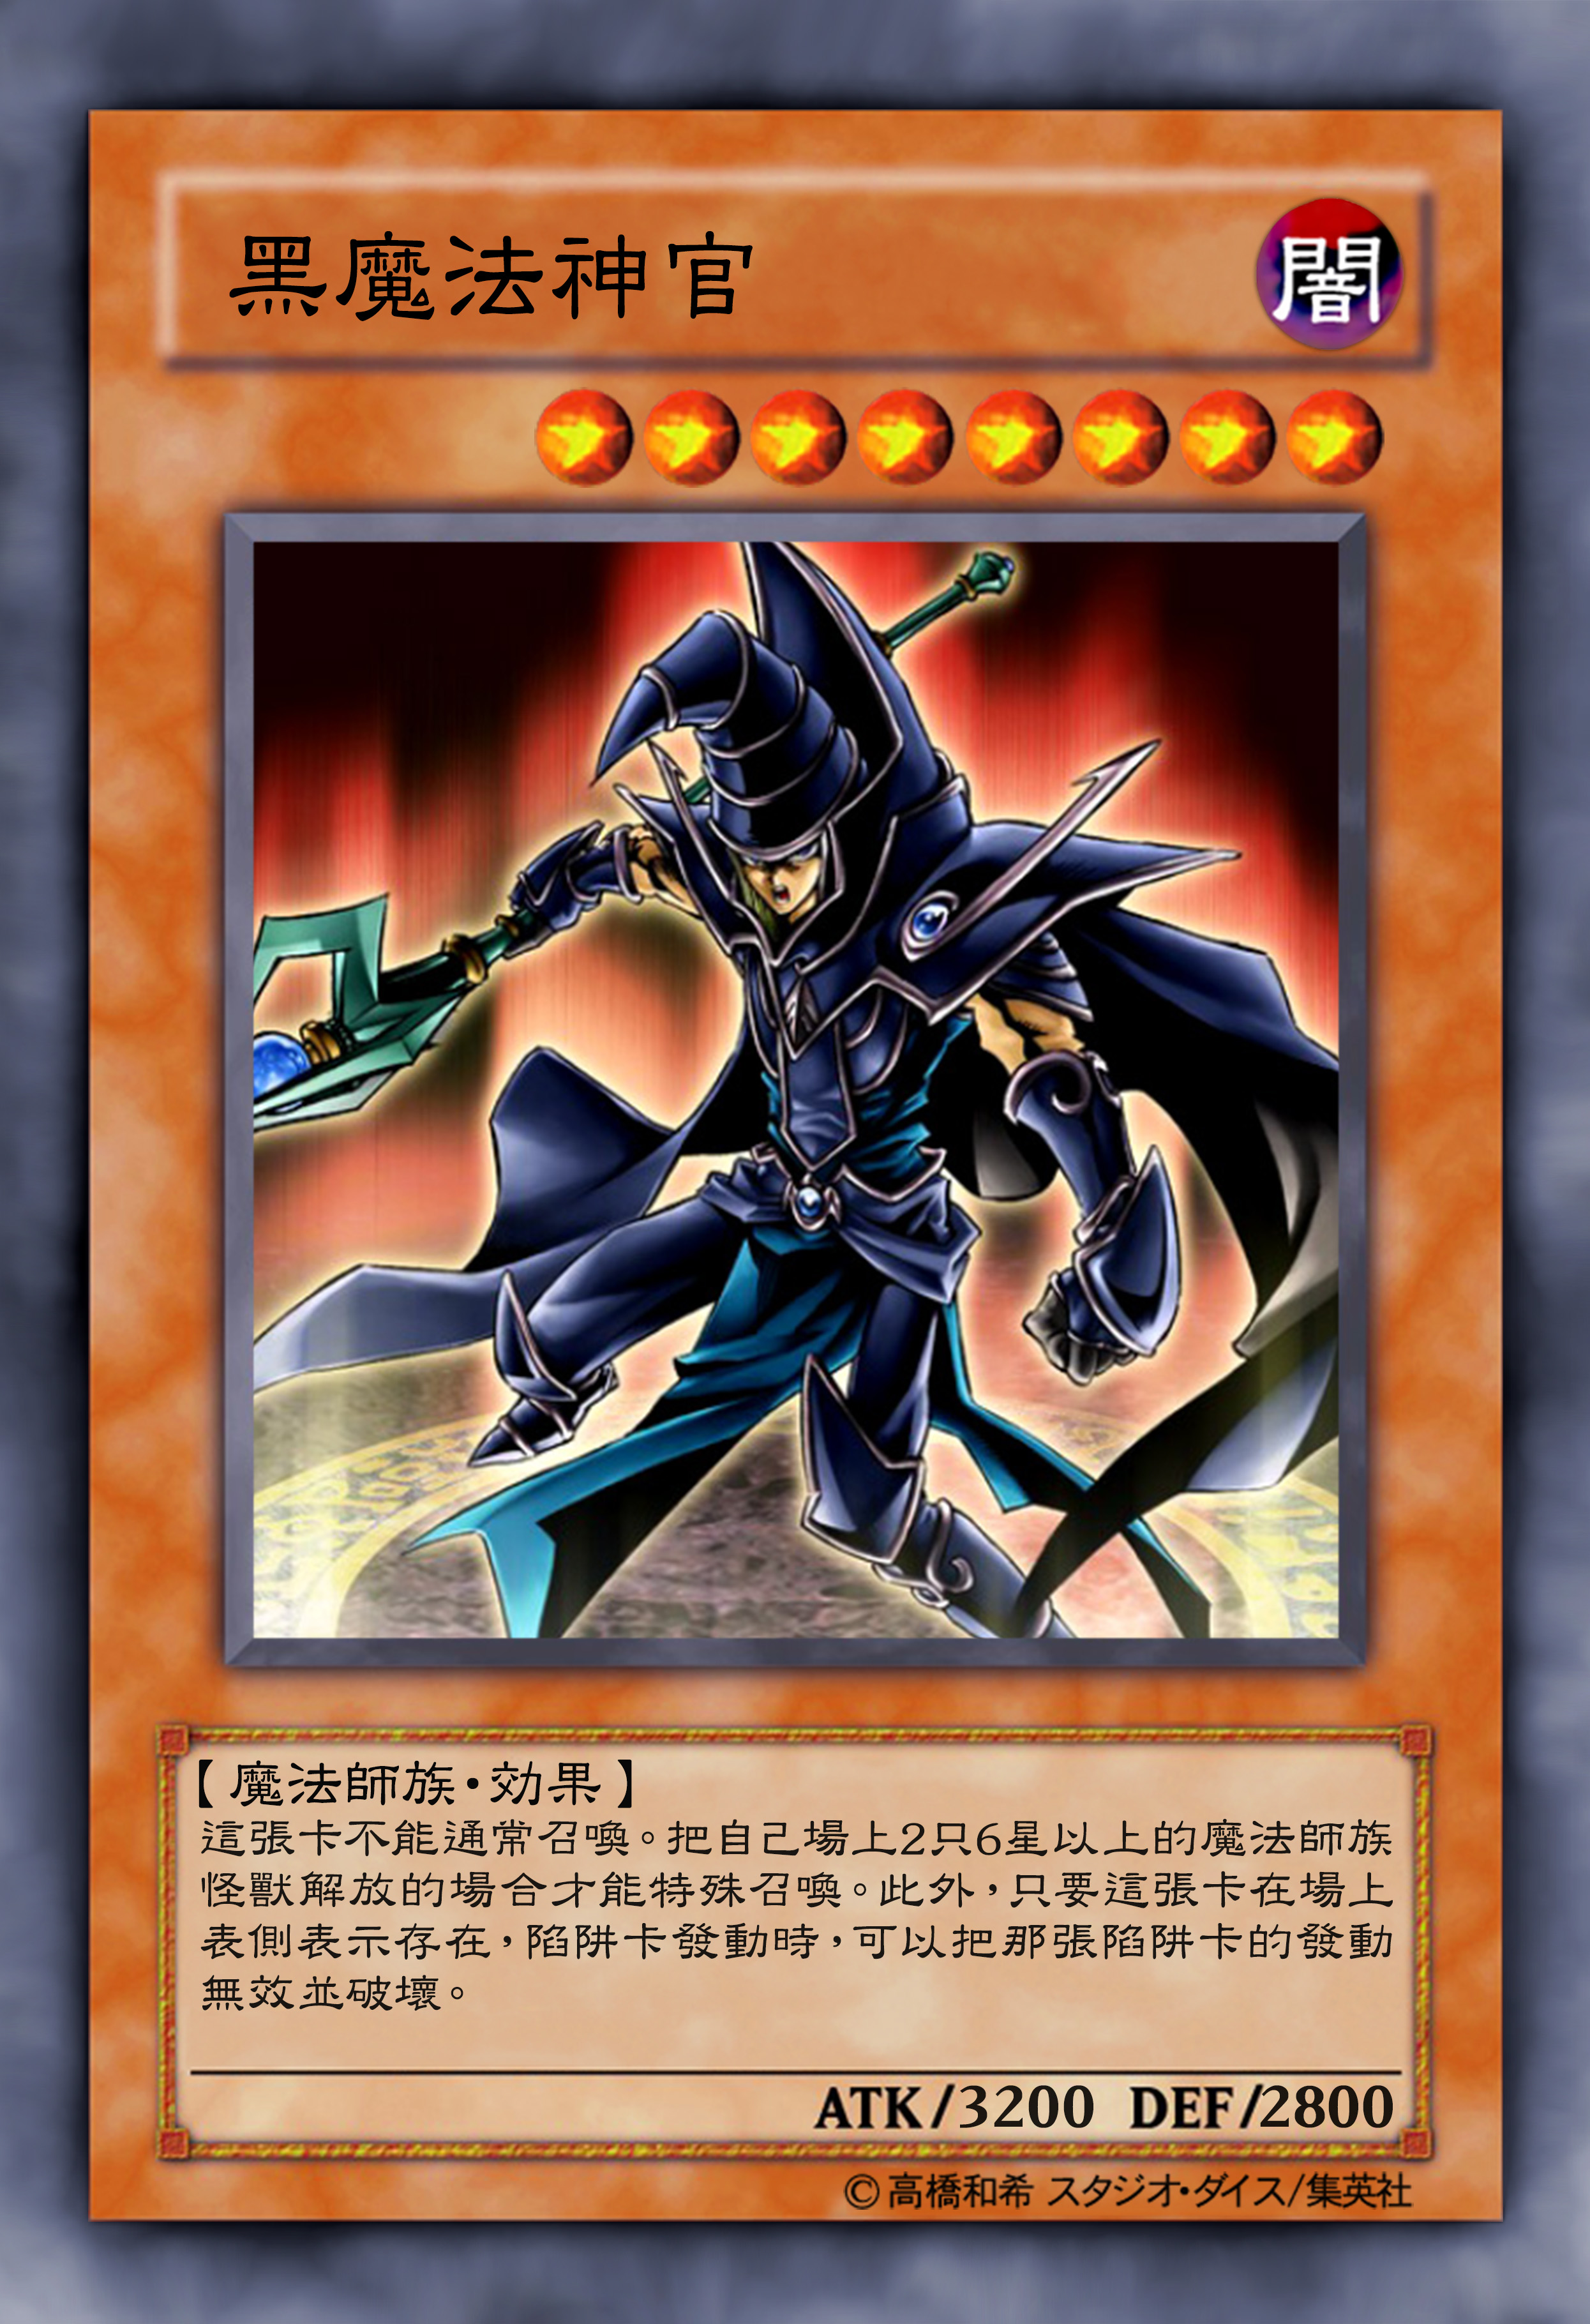 黑魔法神官
闇
【魔法師族・効果】
這張卡不能通常召喚。把自己場上2只6星以上的魔法師族
怪獸解放的場合才能特殊召喚。此外，只要這張卡在場上
表側表示存在，陷阱卡發動時，可以把那張陷阱卡的發動
無效並破壞。
ATK/3200 DEF/2800
©高橋和希 スタジオ・ダイス/集英社